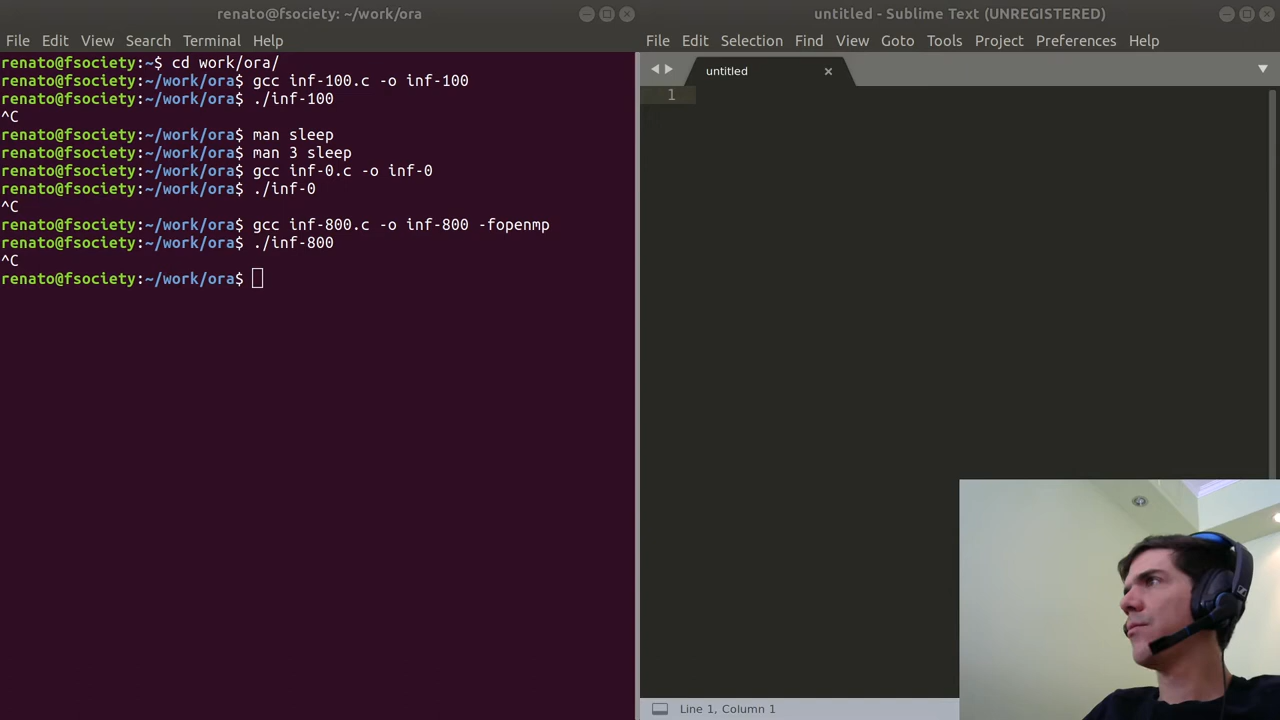 renato@fsociety: ~/work/ora
File Edit View Search Terminal Help
renato@fsociety:~$ cd work/ora/
renato@fsociety:~/work/ora$ gcc inf-100.c -o inf-100
renato@fsociety:~/work/ora$ ./inf-100
^C
renato@fsociety:~/work/ora$ man sleep
renato@fsociety:~/work/ora$ man 3 sleep
renato@fsociety:~/work/ora$ gcc inf-0.c -o inf-0
renato@fsociety:~/work/ora$ ./inf-0
^C
renato@fsociety:~/work/ora$ gcc inf-800.c -o inf-800 -fopenmp
renato@fsociety:~/work/ora$ ./inf-800
^C
renato@fsociety:~/work/ora$
untitled - Sublime Text (UNREGISTERED)
File Edit Selection Find View Goto Tools Project Preferences Help
untitled
1
Line 1, Column 1